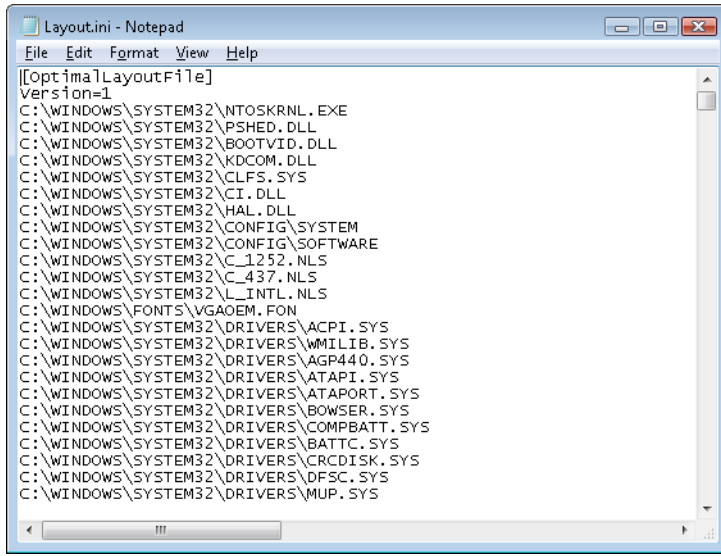 Layout.ini - Notepad
File Edit Format View Help
[OptimalLayoutFile]
Version=1
C:\WINDOWS\SYSTEM32\NTOSKRNL.EXE
C:\WINDOWS\SYSTEM32\PSHED.DLL
C:\WINDOWS\SYSTEM32\BOOTVID.DLL
C:\WINDOWS\SYSTEM32\KDCOM.DLL
C:\WINDOWS\SYSTEM32\CLFS.SYS
C:\WINDOWS\SYSTEM32\CI.DLL
C:\WINDOWS\SYSTEM32\HAL.DLL
C:\WINDOWS\SYSTEM32\CONFIG\SYSTEM
C:\WINDOWS\SYSTEM32\CONFIG\SOFTWARE
C:\WINDOWS\SYSTEM32\C_1252.NLS
C:\WINDOWS\SYSTEM32\C_437.NLS
C:\WINDOWS\SYSTEM32\L_INTL.NLS
C:\WINDOWS\FONTS\VGAOEM.FON
C:\WINDOWS\SYSTEM32\DRIVERS\ACPI.SYS
C:\WINDOWS\SYSTEM32\DRIVERS\WMILIB.SYS
C:\WINDOWS\SYSTEM32\DRIVERS\AGP440.SYS
C:\WINDOWS\SYSTEM32\DRIVERS\ATAPI.SYS
C:\WINDOWS\SYSTEM32\DRIVERS\ATAPORT.SYS
C:\WINDOWS\SYSTEM32\DRIVERS\BOWSER.SYS
C:\WINDOWS\SYSTEM32\DRIVERS\COMPBATT.SYS
C:\WINDOWS\SYSTEM32\DRIVERS\BATTC.SYS
C:\WINDOWS\SYSTEM32\DRIVERS\CRCDISK.SYS
C:\WINDOWS\SYSTEM32\DRIVERS\DFSC.SYS
C:\WINDOWS\SYSTEM32\DRIVERS\MUP.SYS